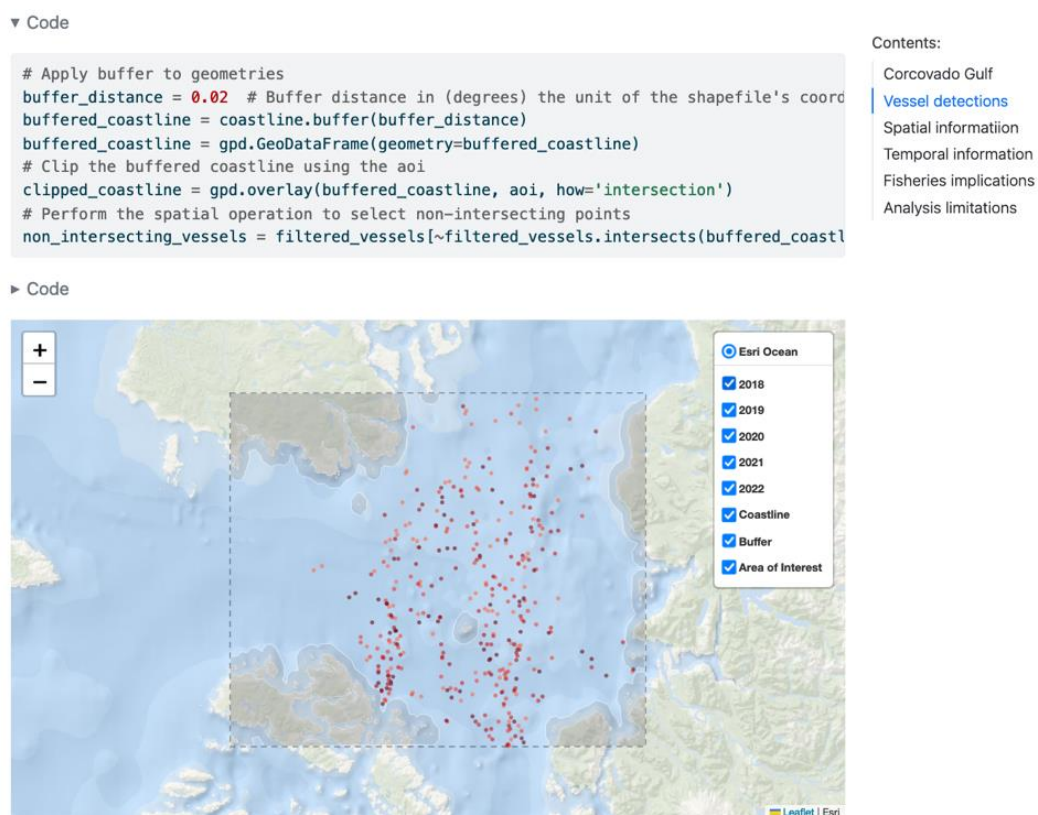 ▼ Code
# Apply buffer to geometries
buffer_distance = 0.02  # Buffer distance in (degrees) the unit of the shapefile's coord
buffered_coastline = coastline.buffer(buffer_distance)
buffered_coastline = gpd.GeoDataFrame(geometry=buffered_coastline)
# Clip the buffered coastline using the aoi
clipped_coastline = gpd.overlay(buffered_coastline, aoi, how='intersection')
# Perform the spatial operation to select non-intersecting points
non_intersecting_vessels = filtered_vessels[~filtered_vessels.intersects(buffered_coastl
► Code
+
−
Esri Ocean
2018
2019
2020
2021
2022
Coastline
Buffer
Area of Interest
Leaflet | Esri
Contents:
Corcovado Gulf
Vessel detections
Spatial informatiion
Temporal information
Fisheries implications
Analysis limitations